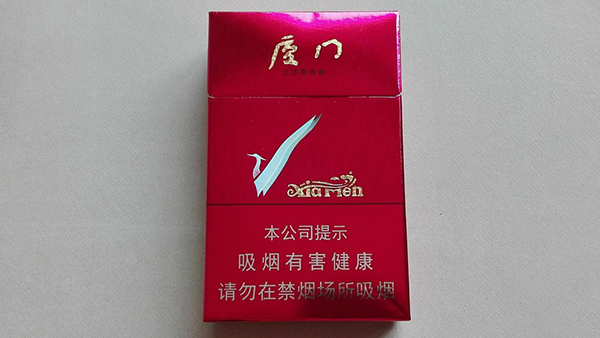 厦门
XiaMen
本公司提示
吸烟有害健康
请勿在禁烟场所吸烟